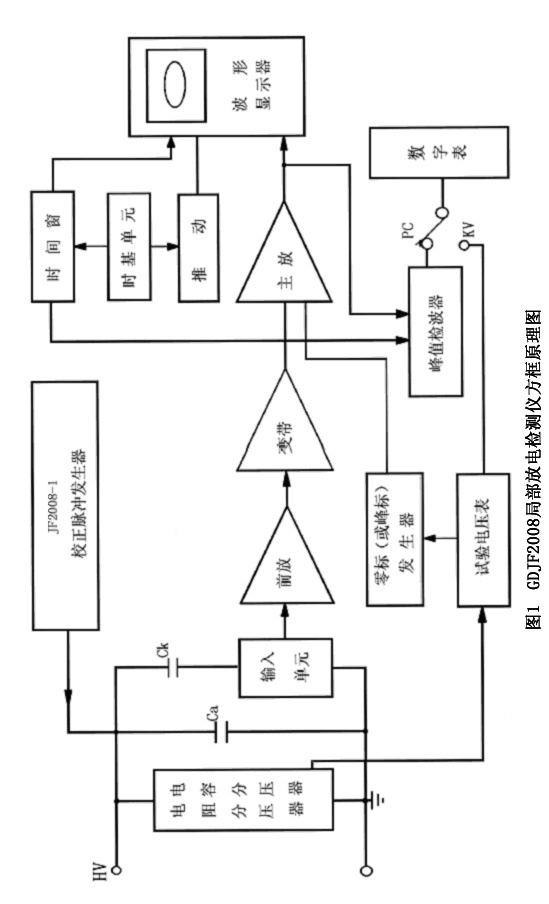 HV
电 电
阻 容
分 分
压 压
器 器
Ca
Ck
JF2008-1
校正脉冲发生器
输入
单元
前放
变带
主放
时间窗
时基单元
推 动
波 形
显示器
零标(或峰标)
发 生 器
试验电压表
峰值检波器
PC
KV
数 字
表
图1 GDJF2008局部放电检测仪方框原理图